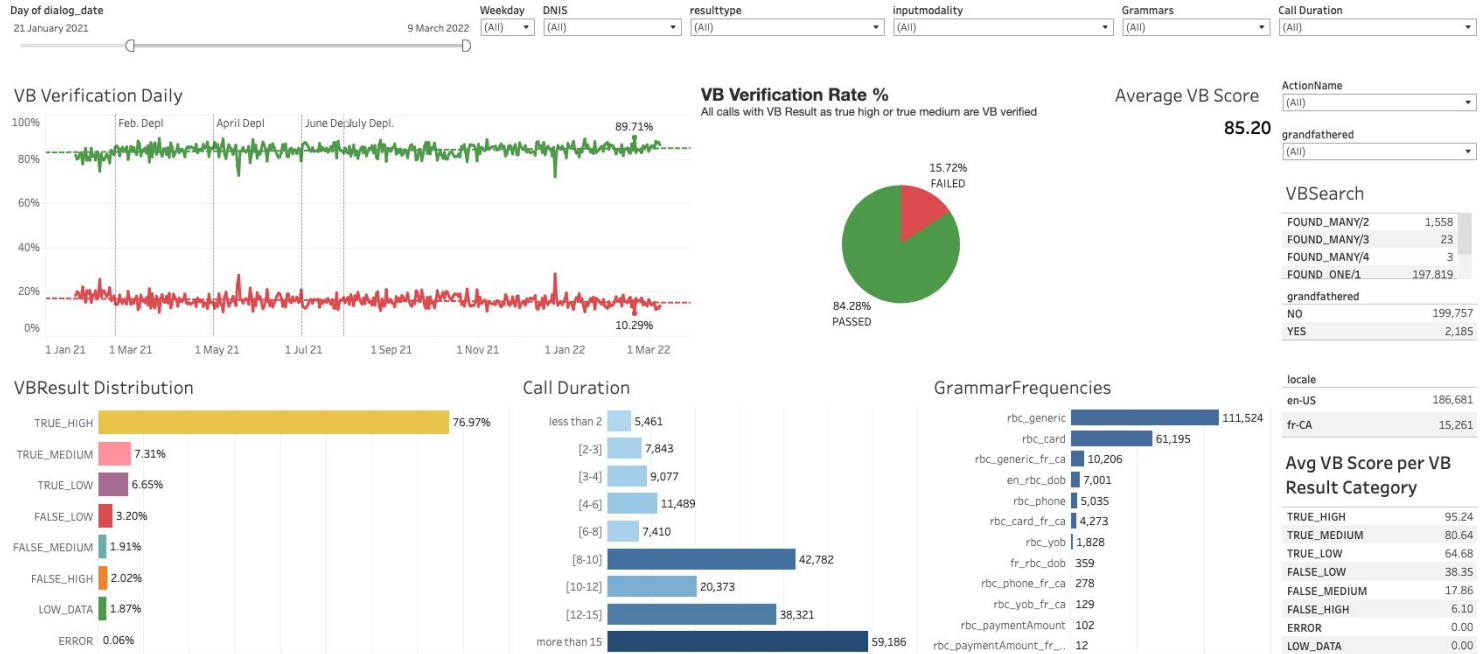 Day of dialog_date
21 January 2021 9 March 2022
Weekday
(All)
DNIS
(All)
resulttype
(All)
inputmodality
(All)
Grammars
(All)
Call Duration
(All)
VB Verification Daily
100%
80%
60%
40%
20%
0%
Feb. Depl
April Depl
June De
July Depl.
89.71%
10.29%
1 Jan 21 1 Mar 21 1 May 21 1 Jul 21 1 Sep 21 1 Nov 21 1 Jan 22 1 Mar 22
VB Verification Rate %
All calls with VB Result as true high or true medium are VB verified
15.72%
FAILED
84.28%
PASSED
Average VB Score
85.20
ActionName
(All)
grandfathered
(All)
VBSearch
FOUND_MANY/2 1,558
FOUND_MANY/3 23
FOUND_MANY/4 3
FOUND_ONE/1 197,819
grandfathered
NO 199,757
YES 2,185
locale
en-US 186,681
fr-CA 15,261
Avg VB Score per VB
Result Category
TRUE_HIGH 95.24
TRUE_MEDIUM 80.64
TRUE_LOW 64.68
FALSE_LOW 38.35
FALSE_MEDIUM 17.86
FALSE_HIGH 6.10
ERROR 0.00
LOW_DATA 0.00
VBResult Distribution
TRUE_HIGH 76.97%
TRUE_MEDIUM 7.31%
TRUE_LOW 6.65%
FALSE_LOW 3.20%
FALSE_MEDIUM 1.91%
FALSE_HIGH 2.02%
LOW_DATA 1.87%
ERROR 0.06%
Call Duration
less than 2 5,461
[2-3] 7,843
[3-4] 9,077
[4-6] 11,489
[6-8] 7,410
[8-10] 42,782
[10-12] 20,373
[12-15] 38,321
more than 15 59,186
GrammarFrequencies
rbc_generic 111,524
rbc_card 61,195
rbc_generic_fr_ca 10,206
en_rbc_dob 7,001
rbc_phone 5,035
rbc_card_fr_ca 4,273
rbc_yob 1,828
fr_rbc_dob 359
rbc_phone_fr_ca 278
rbc_yob_fr_ca 129
rbc_paymentAmount 102
rbc_paymentAmount_fr_.. 12